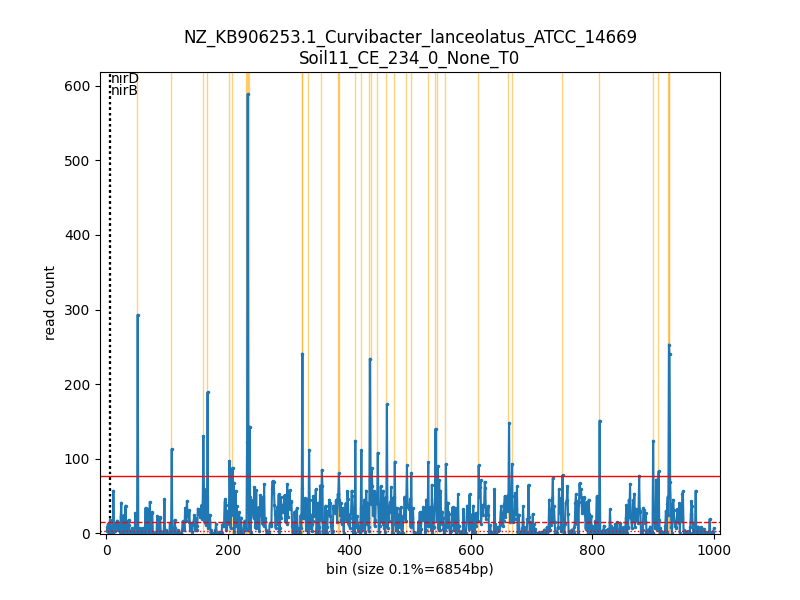 NZ_KB906253.1_Curvibacter_lanceolatus_ATCC_14669
Soil11_CE_234_0_None_T0
nirD
nirB
600
500
400
300
200
100
0
read count
0 200 400 600 800 1000
bin (size 0.1%=6854bp)